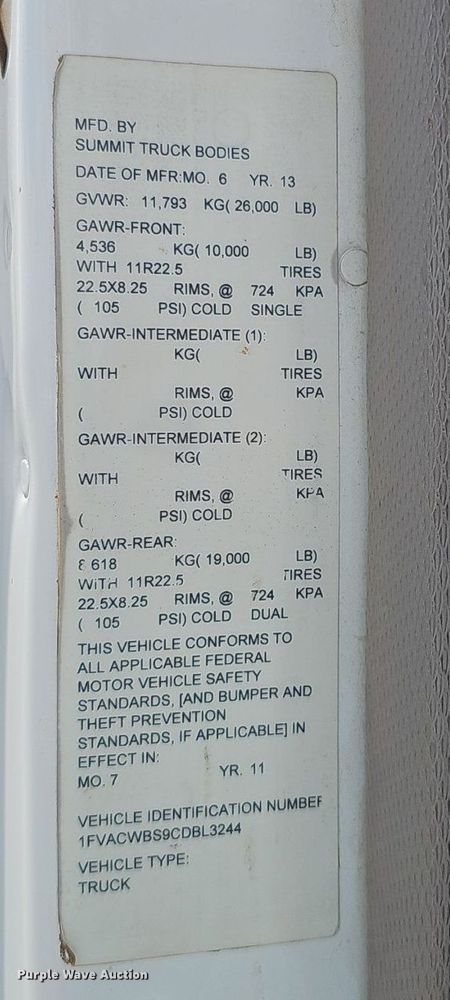 MFD. BY
SUMMIT TRUCK BODIES
DATE OF MFR:MO. 6 YR. 13
GVWR: 11,793 KG( 26,000 LB)
GAWR-FRONT:
4,536 KG( 10,000 LB)
WITH 11R22.5 TIRES
22.5X8.25 RIMS, @ 724 KPA
( 105 PSI) COLD SINGLE
GAWR-INTERMEDIATE (1):
KG( LB)
WITH TIRES
RIMS, @ KPA
( PSI) COLD
GAWR-INTERMEDIATE (2):
KG( LB)
WITH TIRES
RIMS, @ KPA
( PSI) COLD
GAWR-REAR:
8 618 KG( 19,000 LB)
WITH 11R22.5 TIRES
22.5X8.25 RIMS, @ 724 KPA
( 105 PSI) COLD DUAL
THIS VEHICLE CONFORMS TO
ALL APPLICABLE FEDERAL
MOTOR VEHICLE SAFETY
STANDARDS, [AND BUMPER AND
THEFT PREVENTION
STANDARDS, IF APPLICABLE] IN
EFFECT IN:
MO. 7 YR. 11
VEHICLE IDENTIFICATION NUMBER
1FVACWBS9CDBL3244
VEHICLE TYPE:
TRUCK
Purple Wave Auction